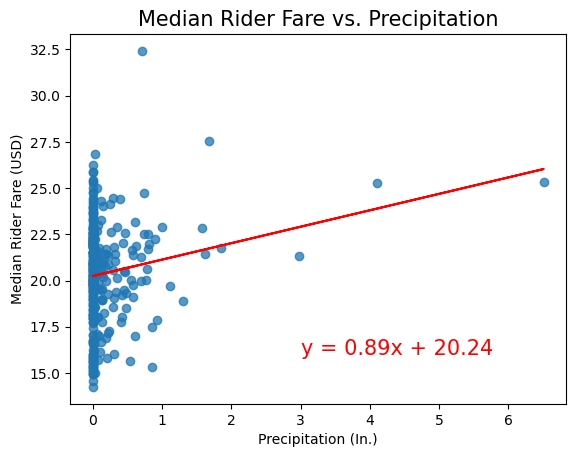 Median Rider Fare vs. Precipitation
32.5
30.0
27.5
25.0
22.5
20.0
17.5
15.0
Median Rider Fare (USD)
y = 0.89x + 20.24
0 1 2 3 4 5 6
Precipitation (In.)